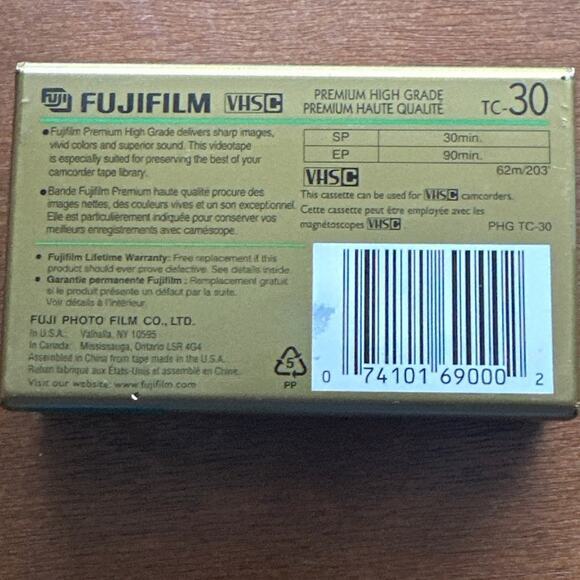 FUJI FUJIFILM VHSC PREMIUM HIGH GRADE
PREMIUM HAUTE QUALITÉ TC-30
• Fujifilm Premium High Grade delivers sharp images,
vivid colors and superior sound. This videotape
is especially suited for preserving the best of your
camcorder tape library.
• Bande Fujifilm Premium haute qualité procure des
images nettes, des couleurs vives et un son exceptionnel.
Elle est particulièrement indiquée pour conserver vos
meilleurs enregistrements avec caméscope.
SP 30min.
EP 90min.
VHSC 62m/203'
This cassette can be used for VHSC camcorders.
Cette cassette peut être employée avec les
magnétoscopes VHSC PHG TC-30
• Fujifilm Lifetime Warranty: Free replacement if this
product should ever prove defective. See details inside.
• Garantie permanente Fujifilm : Remplacement gratuit
si le produit présente un défaut par la suite.
Voir détails à l'intérieur.
FUJI PHOTO FILM CO., LTD.
In U.S.A.: Valhalla, NY 10595
In Canada: Mississauga, Ontario L5R 4G4
Assembled in China from tape made in the U.S.A.
Ruban fabriqué aux États-Unis et assemblé en Chine.
Visit our website: www.fujifilm.com
5
PP
0 74101 69000 2